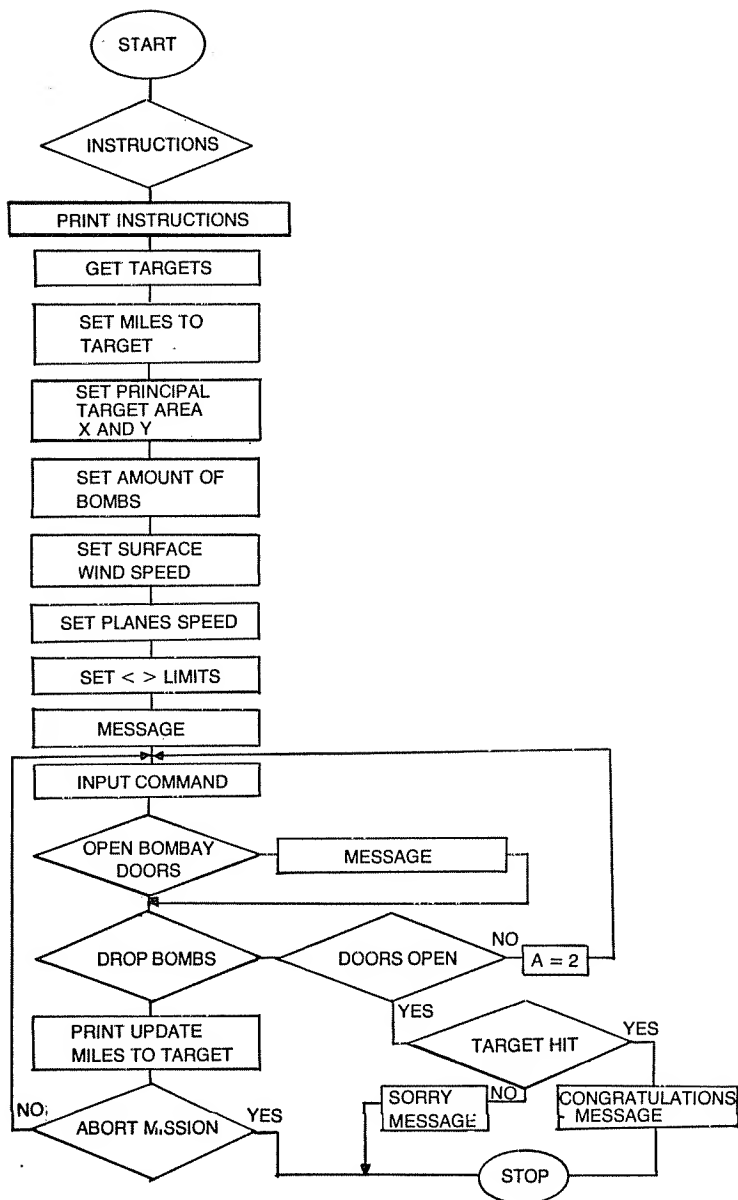 START
INSTRUCTIONS
PRINT INSTRUCTIONS
GET TARGETS
SET MILES TO
TARGET
SET PRINCIPAL
TARGET AREA
X AND Y
SET AMOUNT OF
BOMBS
SET SURFACE
WIND SPEED
SET PLANES SPEED
SET < > LIMITS
MESSAGE
INPUT COMMAND
OPEN BOMBAY
DOORS
MESSAGE
DROP BOMBS
DOORS OPEN
NO
A = 2
YES
PRINT UPDATE
MILES TO TARGET
TARGET HIT
YES
NO
SORRY
MESSAGE
CONGRATULATIONS
MESSAGE
NO
ABORT MISSION
YES
STOP